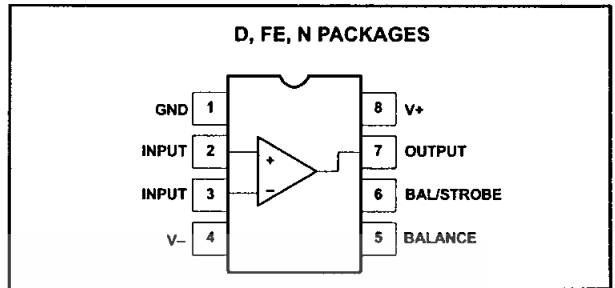 D, FE, N PACKAGES
GND 1 8 V+
INPUT 2 + 7 OUTPUT
INPUT 3 − 6 BAL/STROBE
V− 4 5 BALANCE